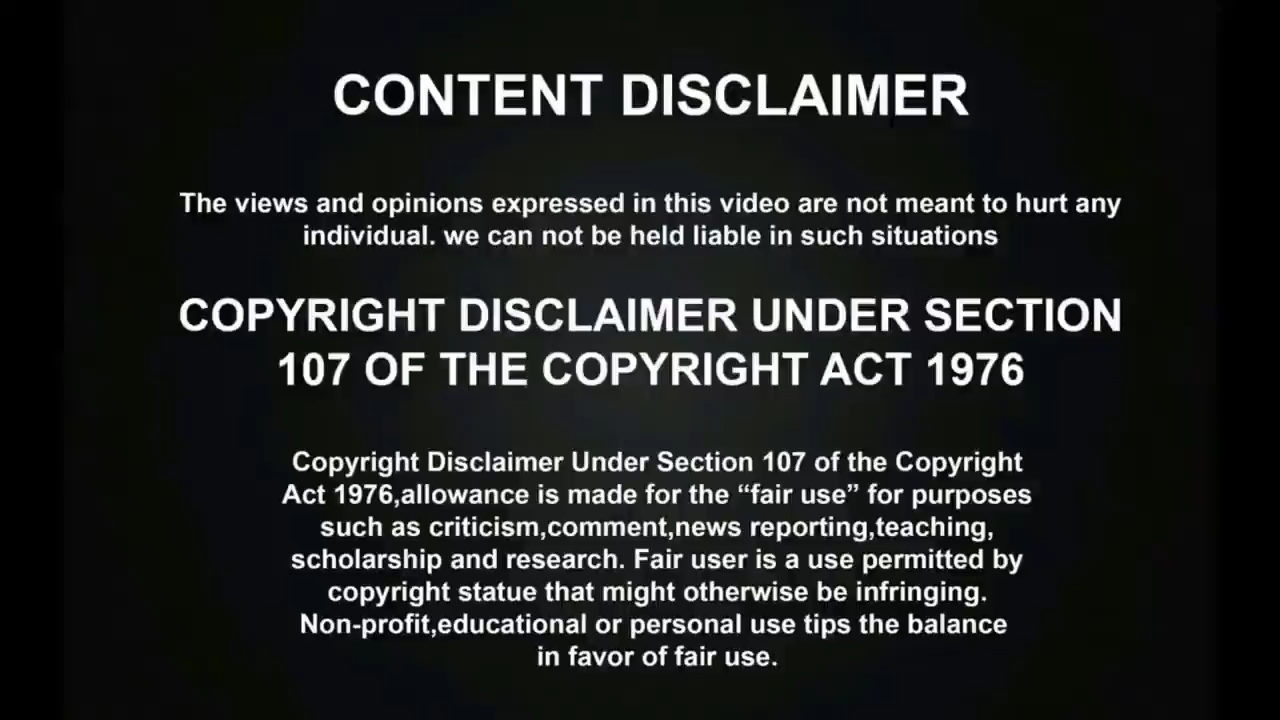 CONTENT DISCLAIMER
The views and opinions expressed in this video are not meant to hurt any
individual. we can not be held liable in such situations
COPYRIGHT DISCLAIMER UNDER SECTION
107 OF THE COPYRIGHT ACT 1976
Copyright Disclaimer Under Section 107 of the Copyright
Act 1976,allowance is made for the “fair use” for purposes
such as criticism,comment,news reporting,teaching,
scholarship and research. Fair user is a use permitted by
copyright statue that might otherwise be infringing.
Non-profit,educational or personal use tips the balance
in favor of fair use.